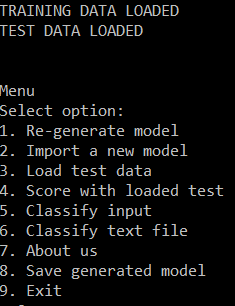 TRAINING DATA LOADED
TEST DATA LOADED
Menu
Select option:
1. Re-generate model
2. Import a new model
3. Load test data
4. Score with loaded test
5. Classify input
6. Classify text file
7. About us
8. Save generated model
9. Exit